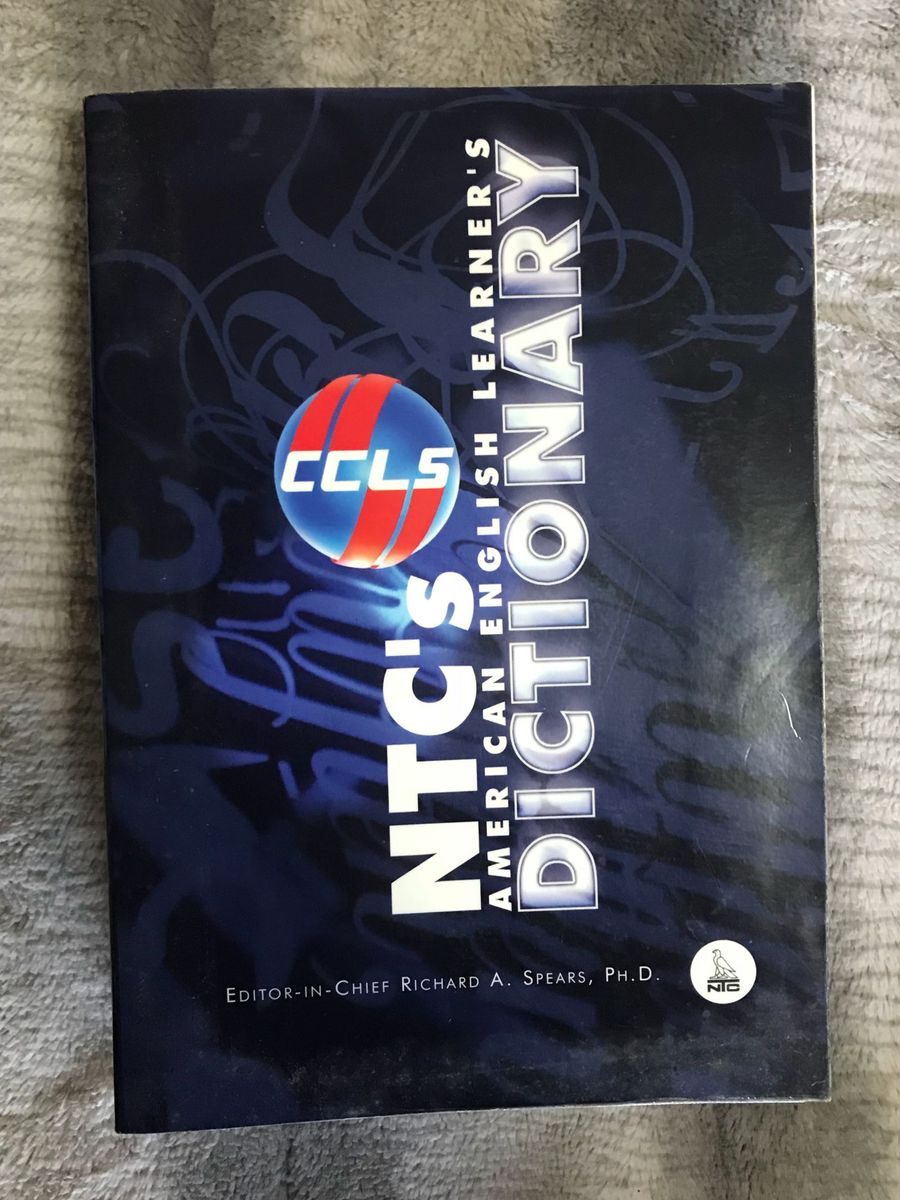 CCLS
NTC's
AMERICAN ENGLISH LEARNER'S
DICTIONARY
EDITOR-IN-CHIEF RICHARD A. SPEARS, PH.D.
NTC